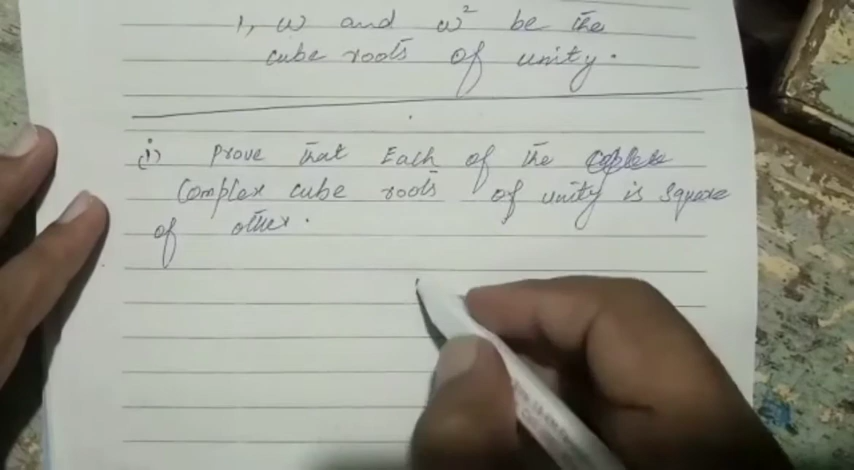 1, ω and ω² be the
cube roots of unity.
(i) Prove that Each of the
Complex cube roots of unity is square
of other.